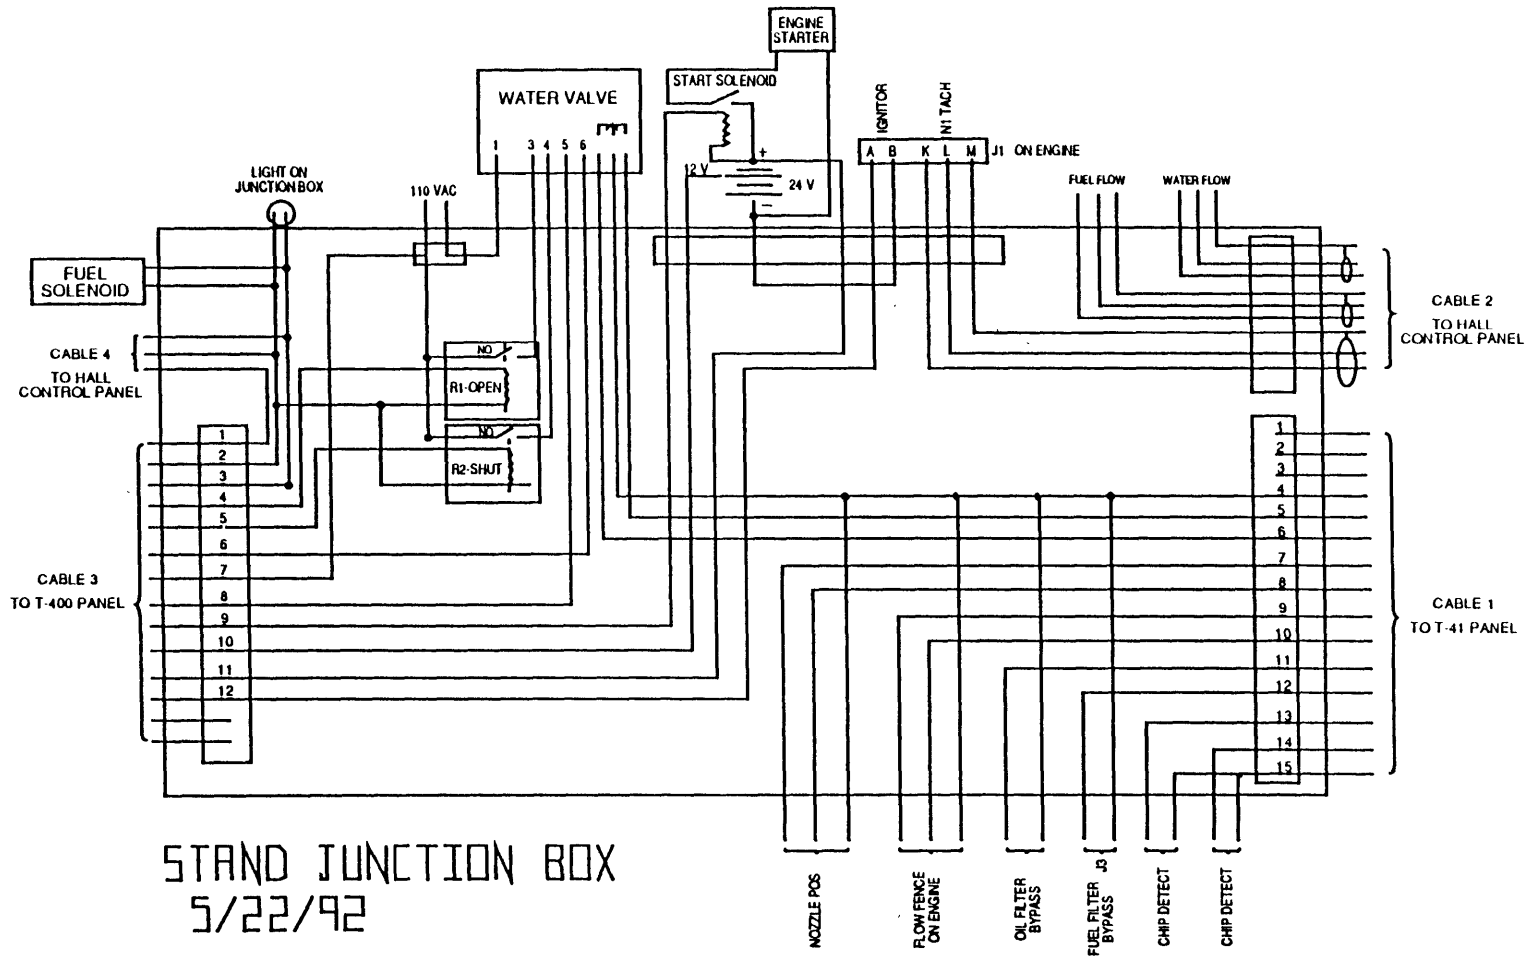 ENGINE
STARTER
START SOLENOID
WATER VALVE
1 3 4 5 6
IGNITOR
N1 TACH
A B K L M
J1 ON ENGINE
+
12 V
24 V
−
LIGHT ON
JUNCTION BOX
110 VAC
FUEL FLOW
WATER FLOW
FUEL
SOLENOID
CABLE 4
TO HALL
CONTROL PANEL
NO
R1-OPEN
NO
R2-SHUT
CABLE 2
TO HALL
CONTROL PANEL
1
2
3
4
5
6
7
8
9
10
11
12
CABLE 3
TO T-400 PANEL
1
2
3
4
5
6
7
8
9
10
11
12
13
14
15
CABLE 1
TO T-41 PANEL
NOZZLE POS
FLOW FENCE
ON ENGINE
OIL FILTER
BYPASS
FUEL FILTER
BYPASS
J3
CHIP DETECT
CHIP DETECT
STAND JUNCTION BOX
5/22/92